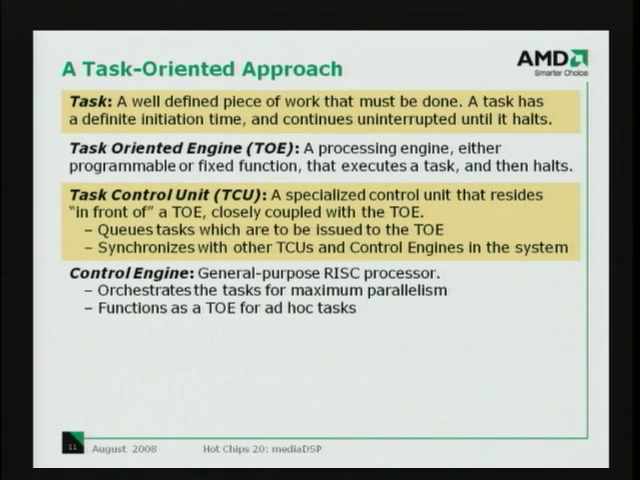 AMD
Smarter Choice
A Task-Oriented Approach
Task: A well defined piece of work that must be done. A task has
a definite initiation time, and continues uninterrupted until it halts.
Task Oriented Engine (TOE): A processing engine, either
programmable or fixed function, that executes a task, and then halts.
Task Control Unit (TCU): A specialized control unit that resides
"in front of" a TOE, closely coupled with the TOE.
– Queues tasks which are to be issued to the TOE
– Synchronizes with other TCUs and Control Engines in the system
Control Engine: General-purpose RISC processor.
– Orchestrates the tasks for maximum parallelism
– Functions as a TOE for ad hoc tasks
11 August 2008 Hot Chips 20: mediaDSP